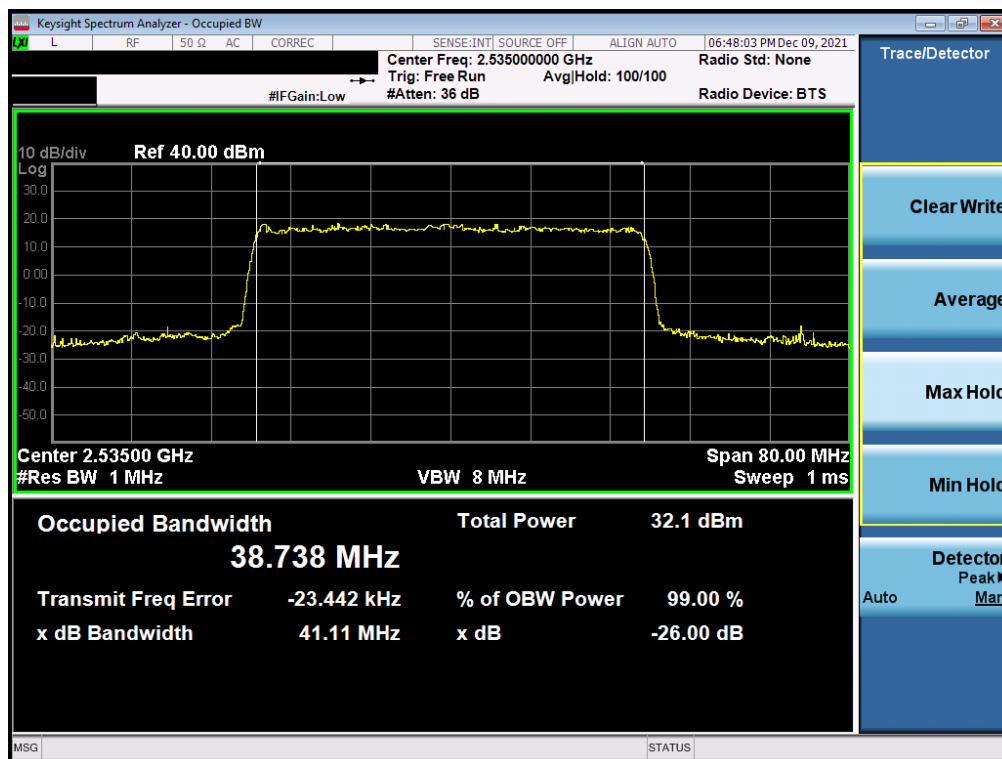 Keysight Spectrum Analyzer - Occupied BW
LXI L RF 50 Ω AC CORREC SENSE:INT SOURCE OFF ALIGN AUTO 06:48:03 PM Dec 09, 2021
Center Freq: 2.535000000 GHz Radio Std: None
Trig: Free Run Avg|Hold: 100/100
#IFGain:Low #Atten: 36 dB Radio Device: BTS
Trace/Detector
10 dB/div Ref 40.00 dBm
Log
30.0
20.0
10.0
0.00
-10.0
-20.0
-30.0
-40.0
-50.0
Center 2.53500 GHz Span 80.00 MHz
#Res BW 1 MHz VBW 8 MHz Sweep 1 ms
Occupied Bandwidth Total Power 32.1 dBm
38.738 MHz
Transmit Freq Error -23.442 kHz % of OBW Power 99.00 %
x dB Bandwidth 41.11 MHz x dB -26.00 dB
Clear Write
Average
Max Hold
Min Hold
Detector
Peak
Auto Man
MSG STATUS